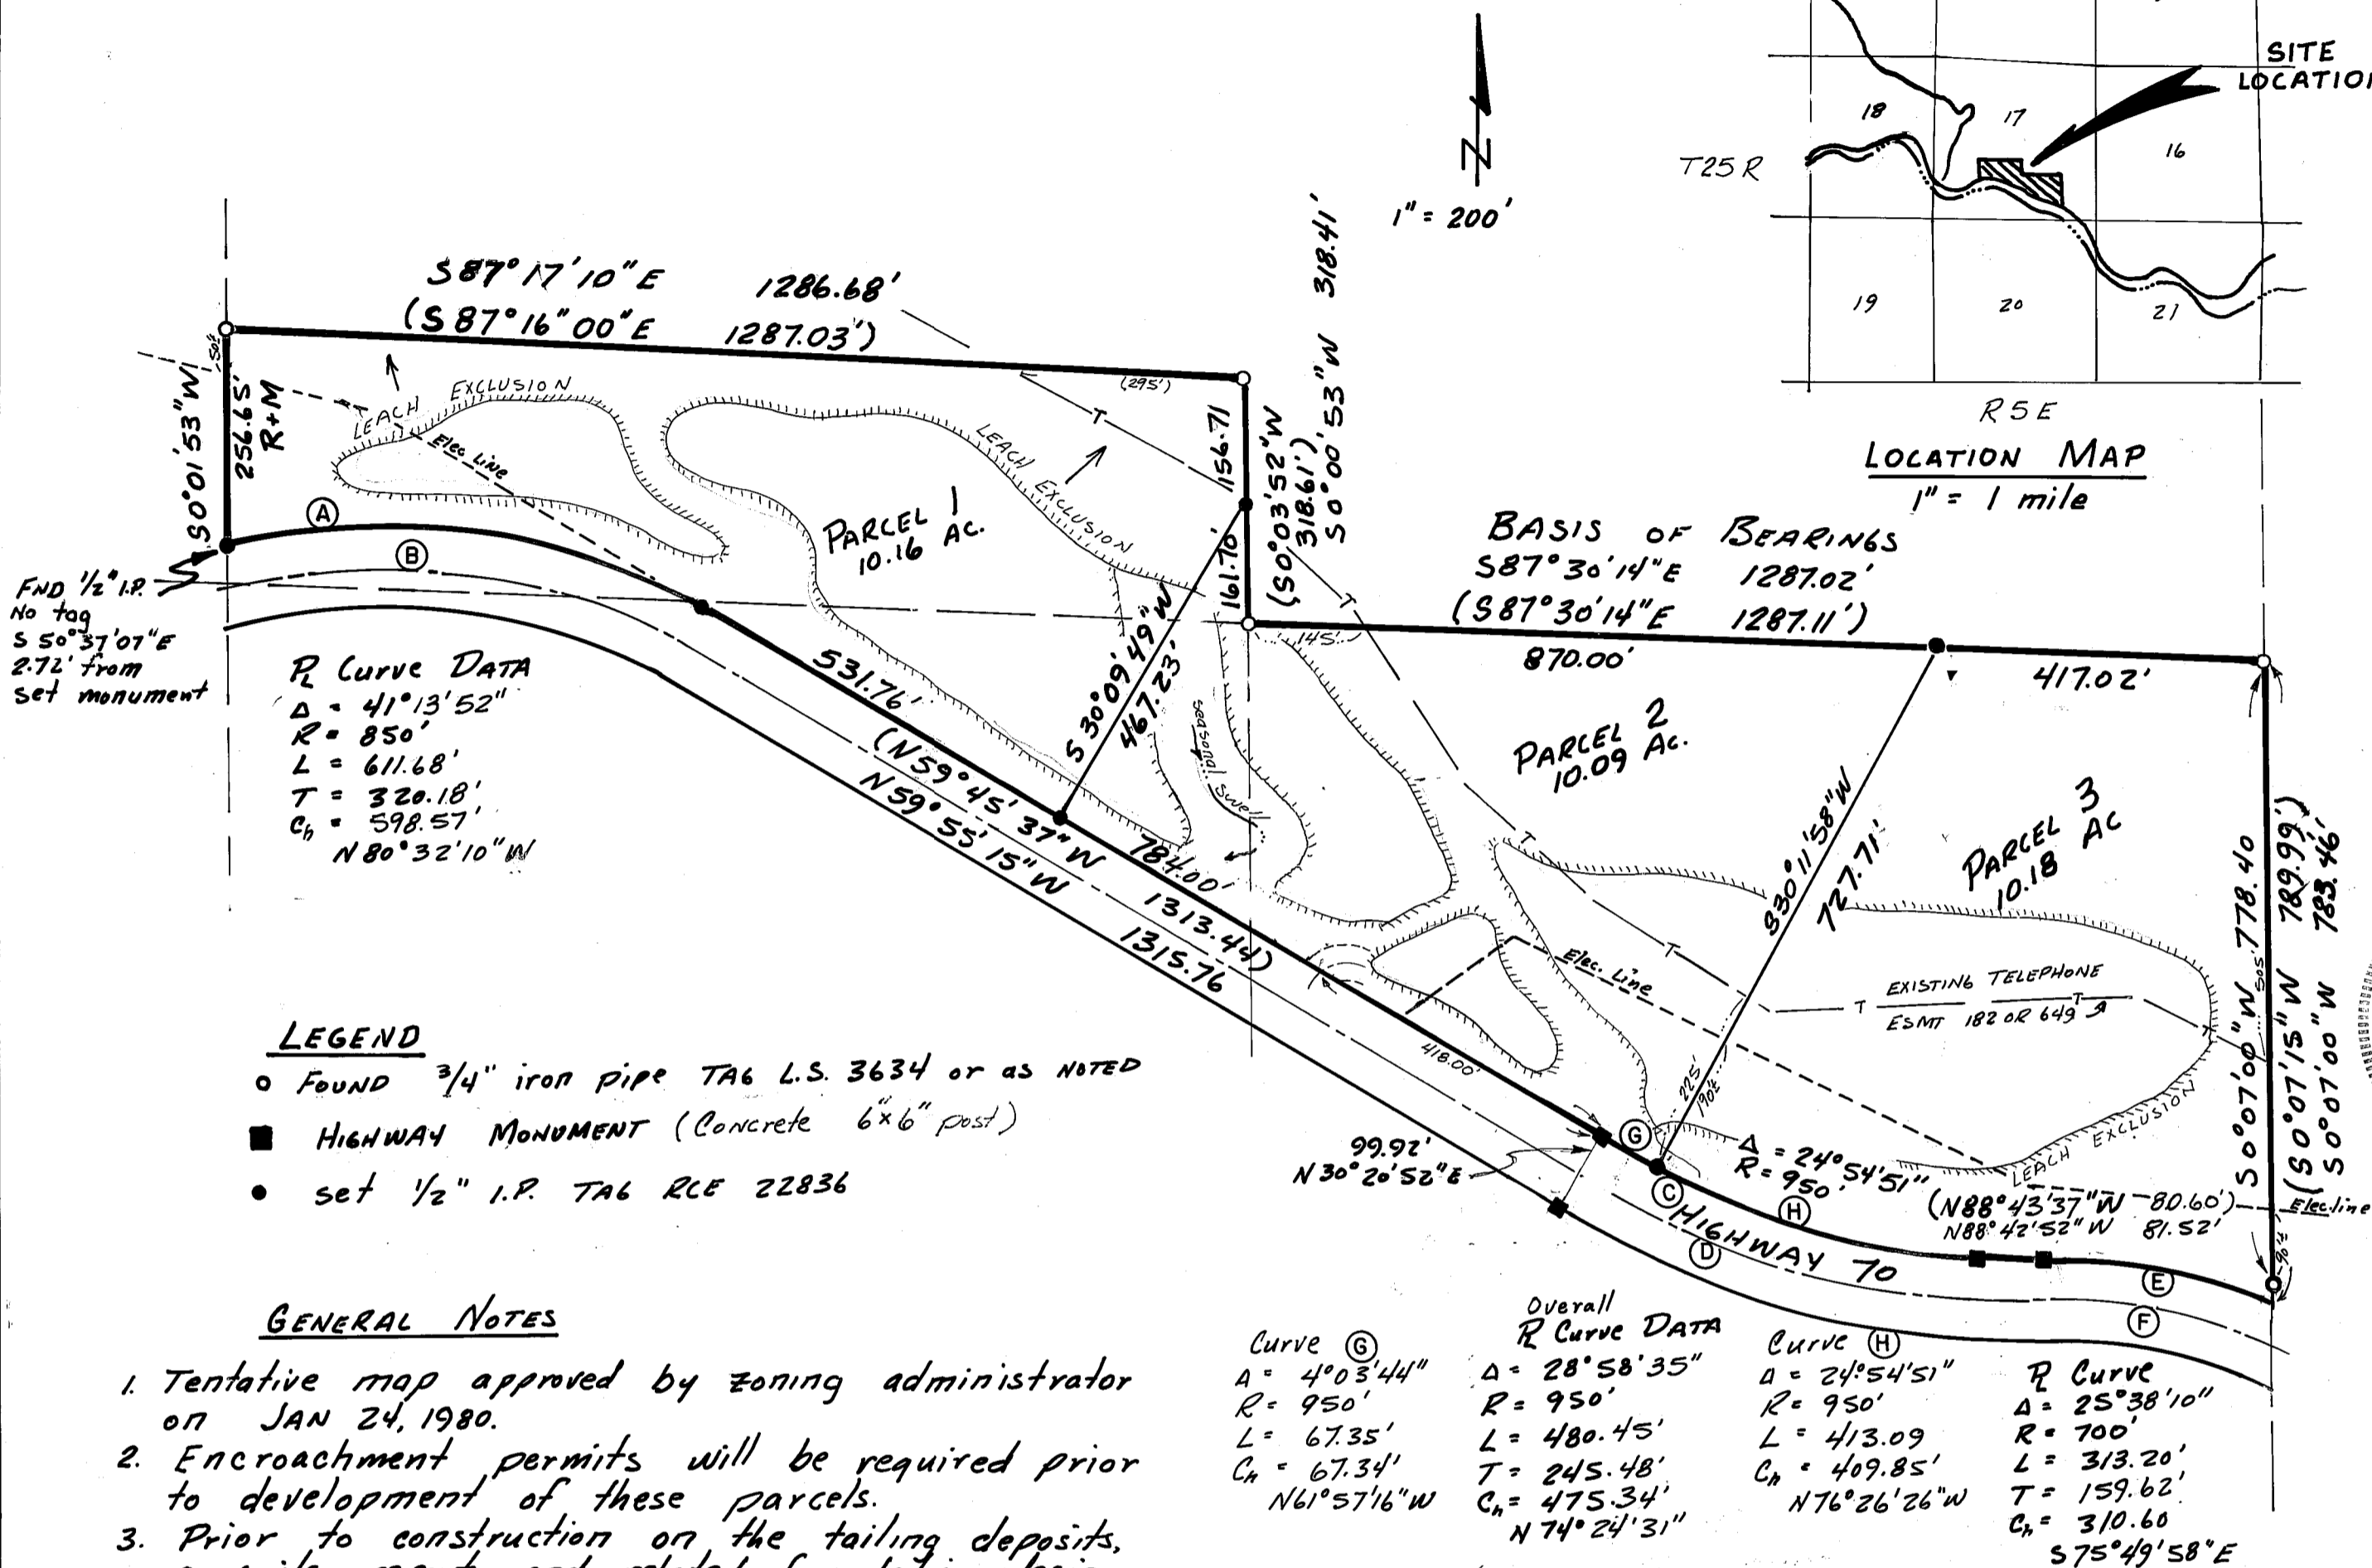 SITE
LOCATION
18
17
16
T25R
19
20
21
R5E
LOCATION MAP
1" = 1 mile
N
1" = 200'
S87°17'10"E 1286.68'
(S87°16"00"E 1287.03')
50±
S0°01'53"W
256.65'
R+M
LEACH EXCLUSION
Elec Line
(295')
T
LEACH EXCLUSION
156.71
161.70'
(S0°03'52"W
318.61')
S0°00'53"W 318.41'
PARCEL 1
10.16 AC.
A
B
FND 1/2" I.P.
No tag
S 50°37'07"E
2.72' from
set monument
BASIS OF BEARINGS
S87°30'14"E 1287.02'
(S87°30'14"E 1287.11')
145'
870.00'
417.02'
PL Curve DATA
Δ = 41°13'52"
R = 850'
L = 611.68'
T = 320.18'
Ch = 598.57'
N80°32'10"W
531.76'
S30°09'49"W
467.23'
seasonal swell
T
PARCEL 2
10.09 Ac.
S30°11'58"W
727.71'
PARCEL 3
10.18 AC
(N59°45'37"W 1313.44)
N59°55'15"W 1315.76
784.00'
T
T
Elec. Line
EXISTING TELEPHONE
T T
ESMT 182 OR 649
T
S0°07'00"W 778.40
505'
(S0°07'15"W 789.99')
S0°07'00"W 783.46'
418.00'
225'
190±
LEGEND
FOUND 3/4" iron pipe TAG L.S. 3634 or as NOTED
HIGHWAY MONUMENT (Concrete 6"x6" post)
set 1/2" I.P. TAG RCE 22836
99.92'
N30°20'52"E
G
Δ = 24°54'51"
R = 950'
LEACH EXCLUSION
(N88°43'37"W 80.60')
N88°42'52"W 81.52'
Elec. line
90±
C
H
HIGHWAY 70
D
E
F
GENERAL NOTES
1. Tentative map approved by zoning administrator
on JAN 24, 1980.
2. Encroachment permits will be required prior
to development of these parcels.
3. Prior to construction on the tailing deposits,
Curve G
Δ = 4°03'44"
R = 950'
L = 67.35'
Ch = 67.34'
N61°57'16"W
Overall
PL Curve DATA
Δ = 28°58'35"
R = 950'
L = 480.45'
T = 245.48'
Ch = 475.34'
N74°24'31"
Curve H
Δ = 24°54'51"
R = 950'
L = 413.09
Ch = 409.85'
N76°26'26"W
PL Curve
Δ = 25°38'10"
R = 700'
L = 313.20'
T = 159.62'
Ch = 310.60
S75°49'58"E